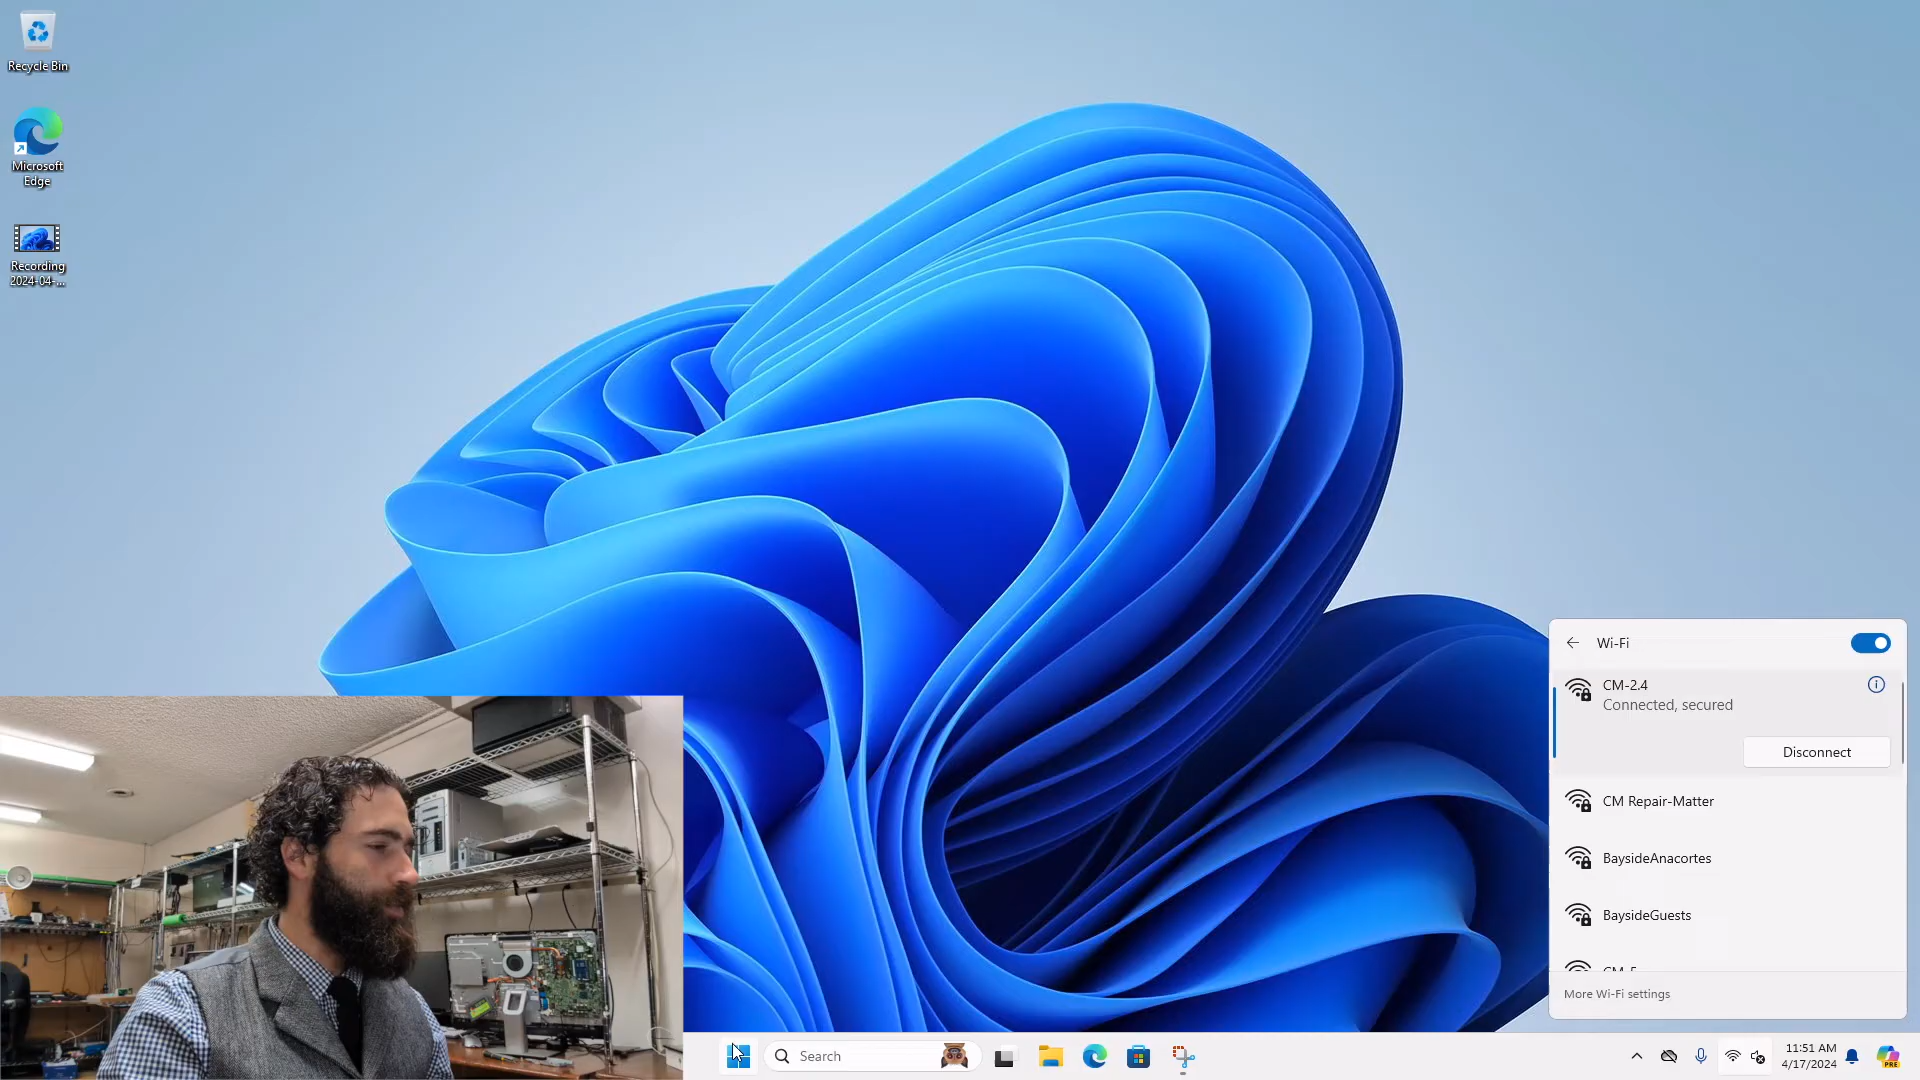 Recycle Bin
Microsoft
Edge
Recording
2024-04-...
Wi-Fi
CM-2.4
Connected, secured
Disconnect
CM Repair-Matter
BaysideAnacortes
BaysideGuests
More Wi-Fi settings
Search
11:51 AM
4/17/2024
PRE